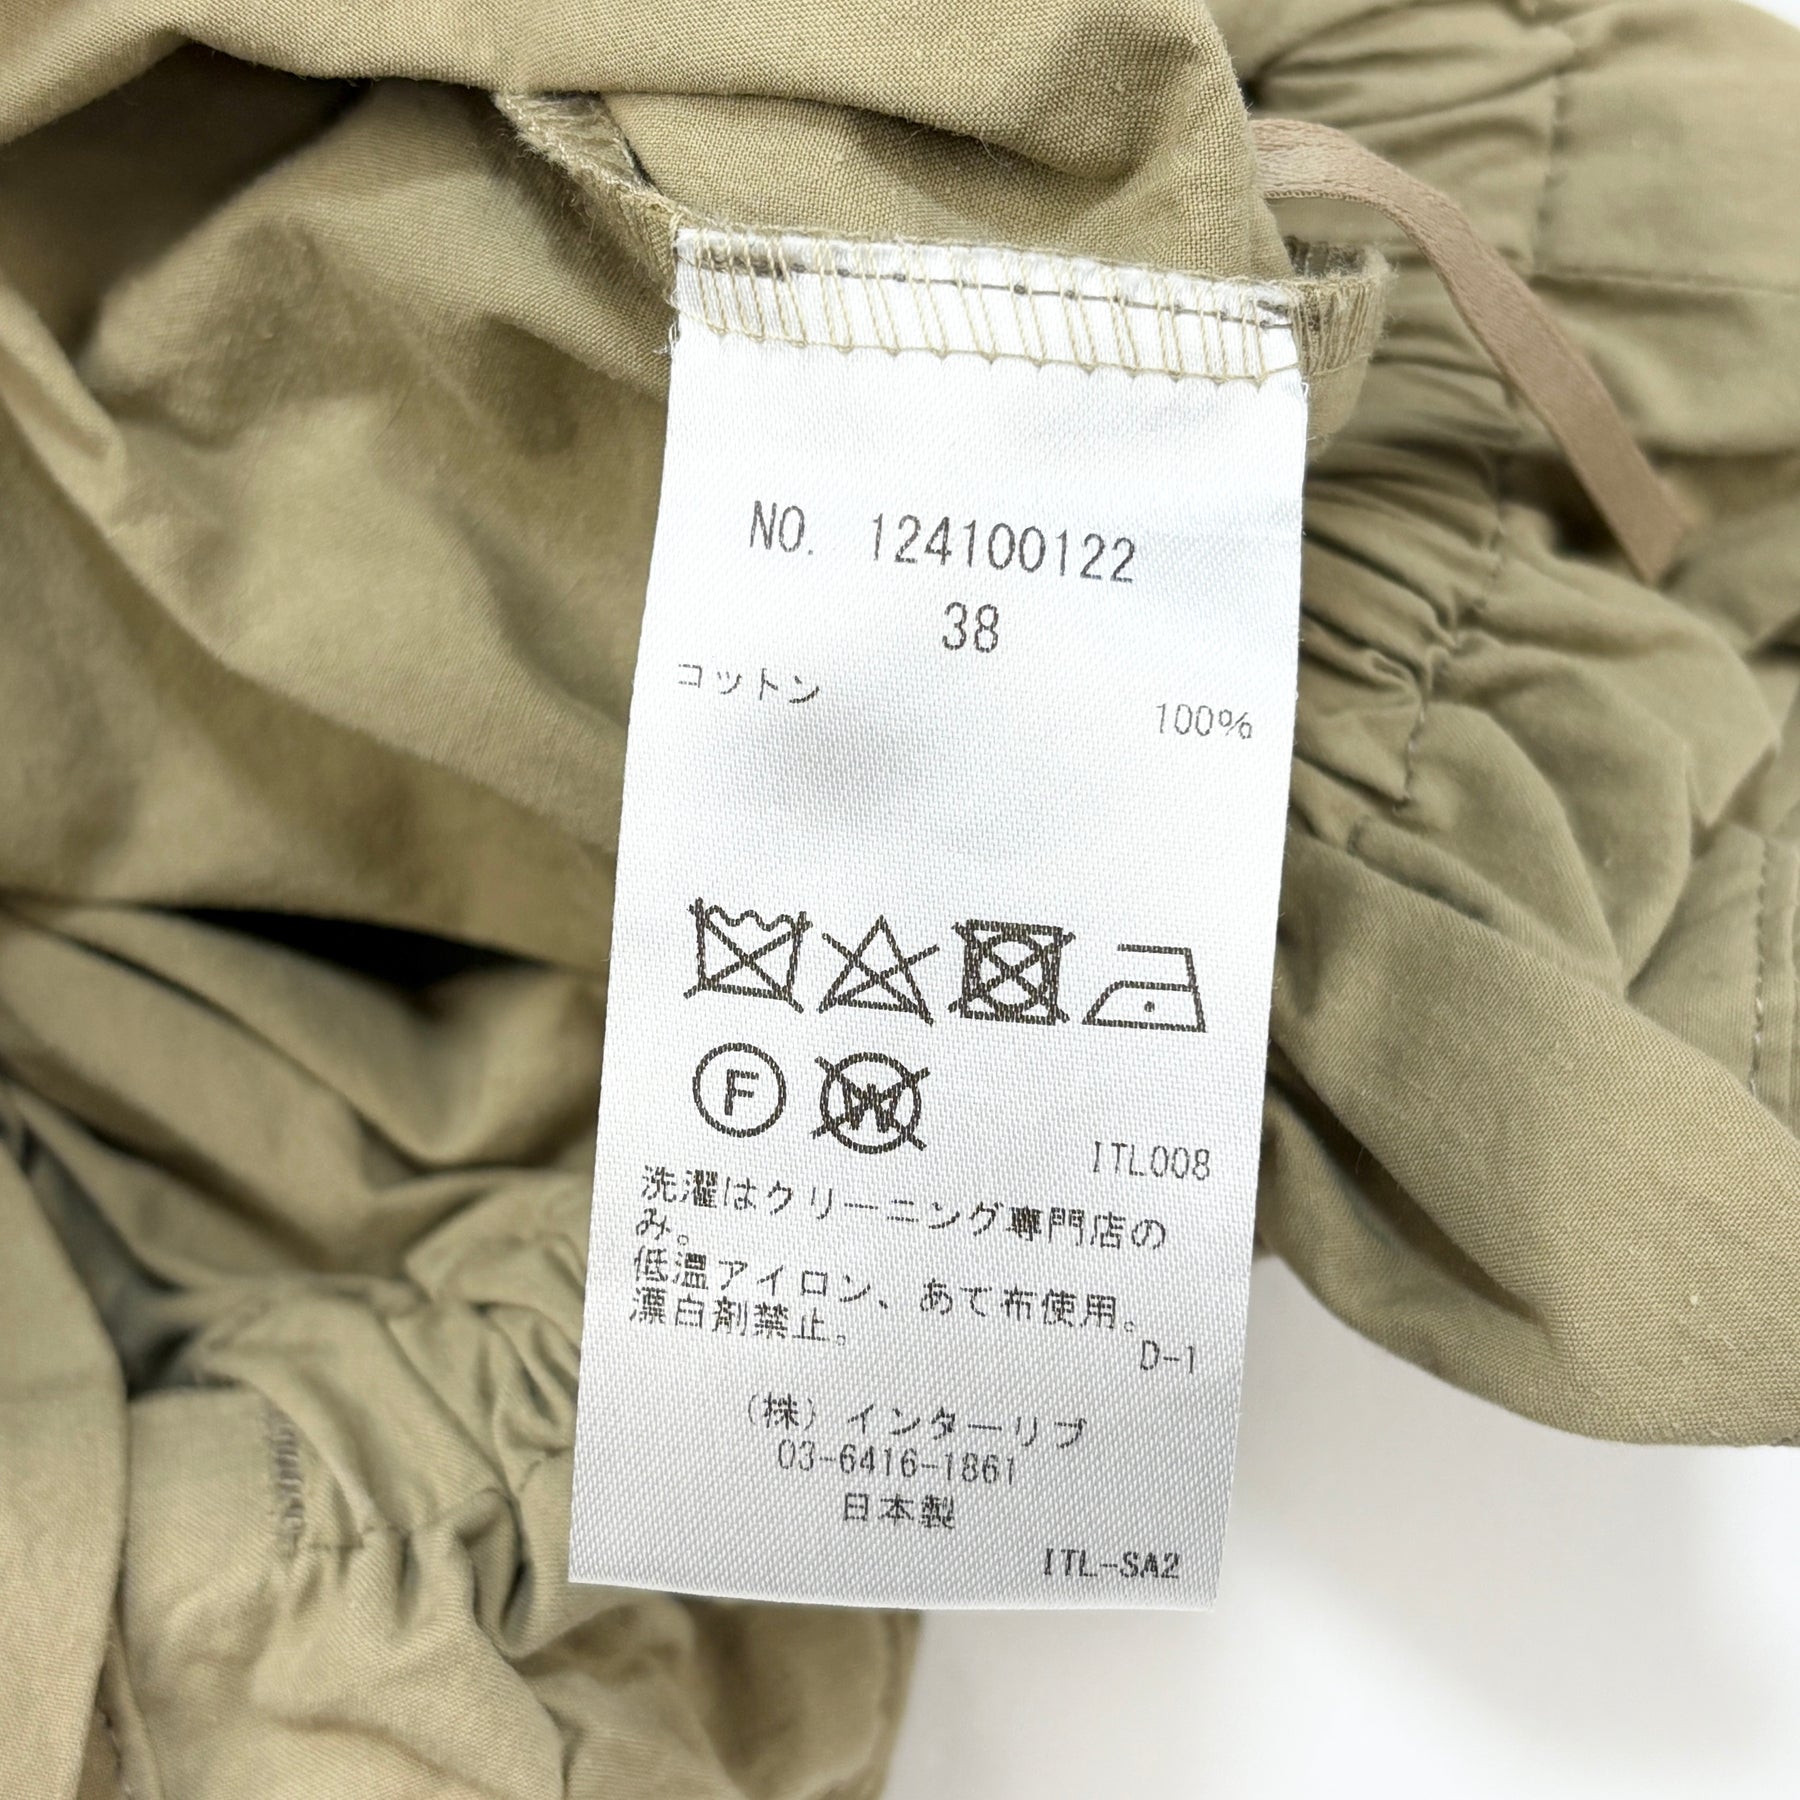 NO. 124100122
38
コットン 100%
F W
ITL008
洗濯はクリーニング専門店の
み。
低温アイロン、あて布使用。
漂白剤禁止。
D-1
(株)インターリブ
03-6416-1861
日本製
ITL-SA2